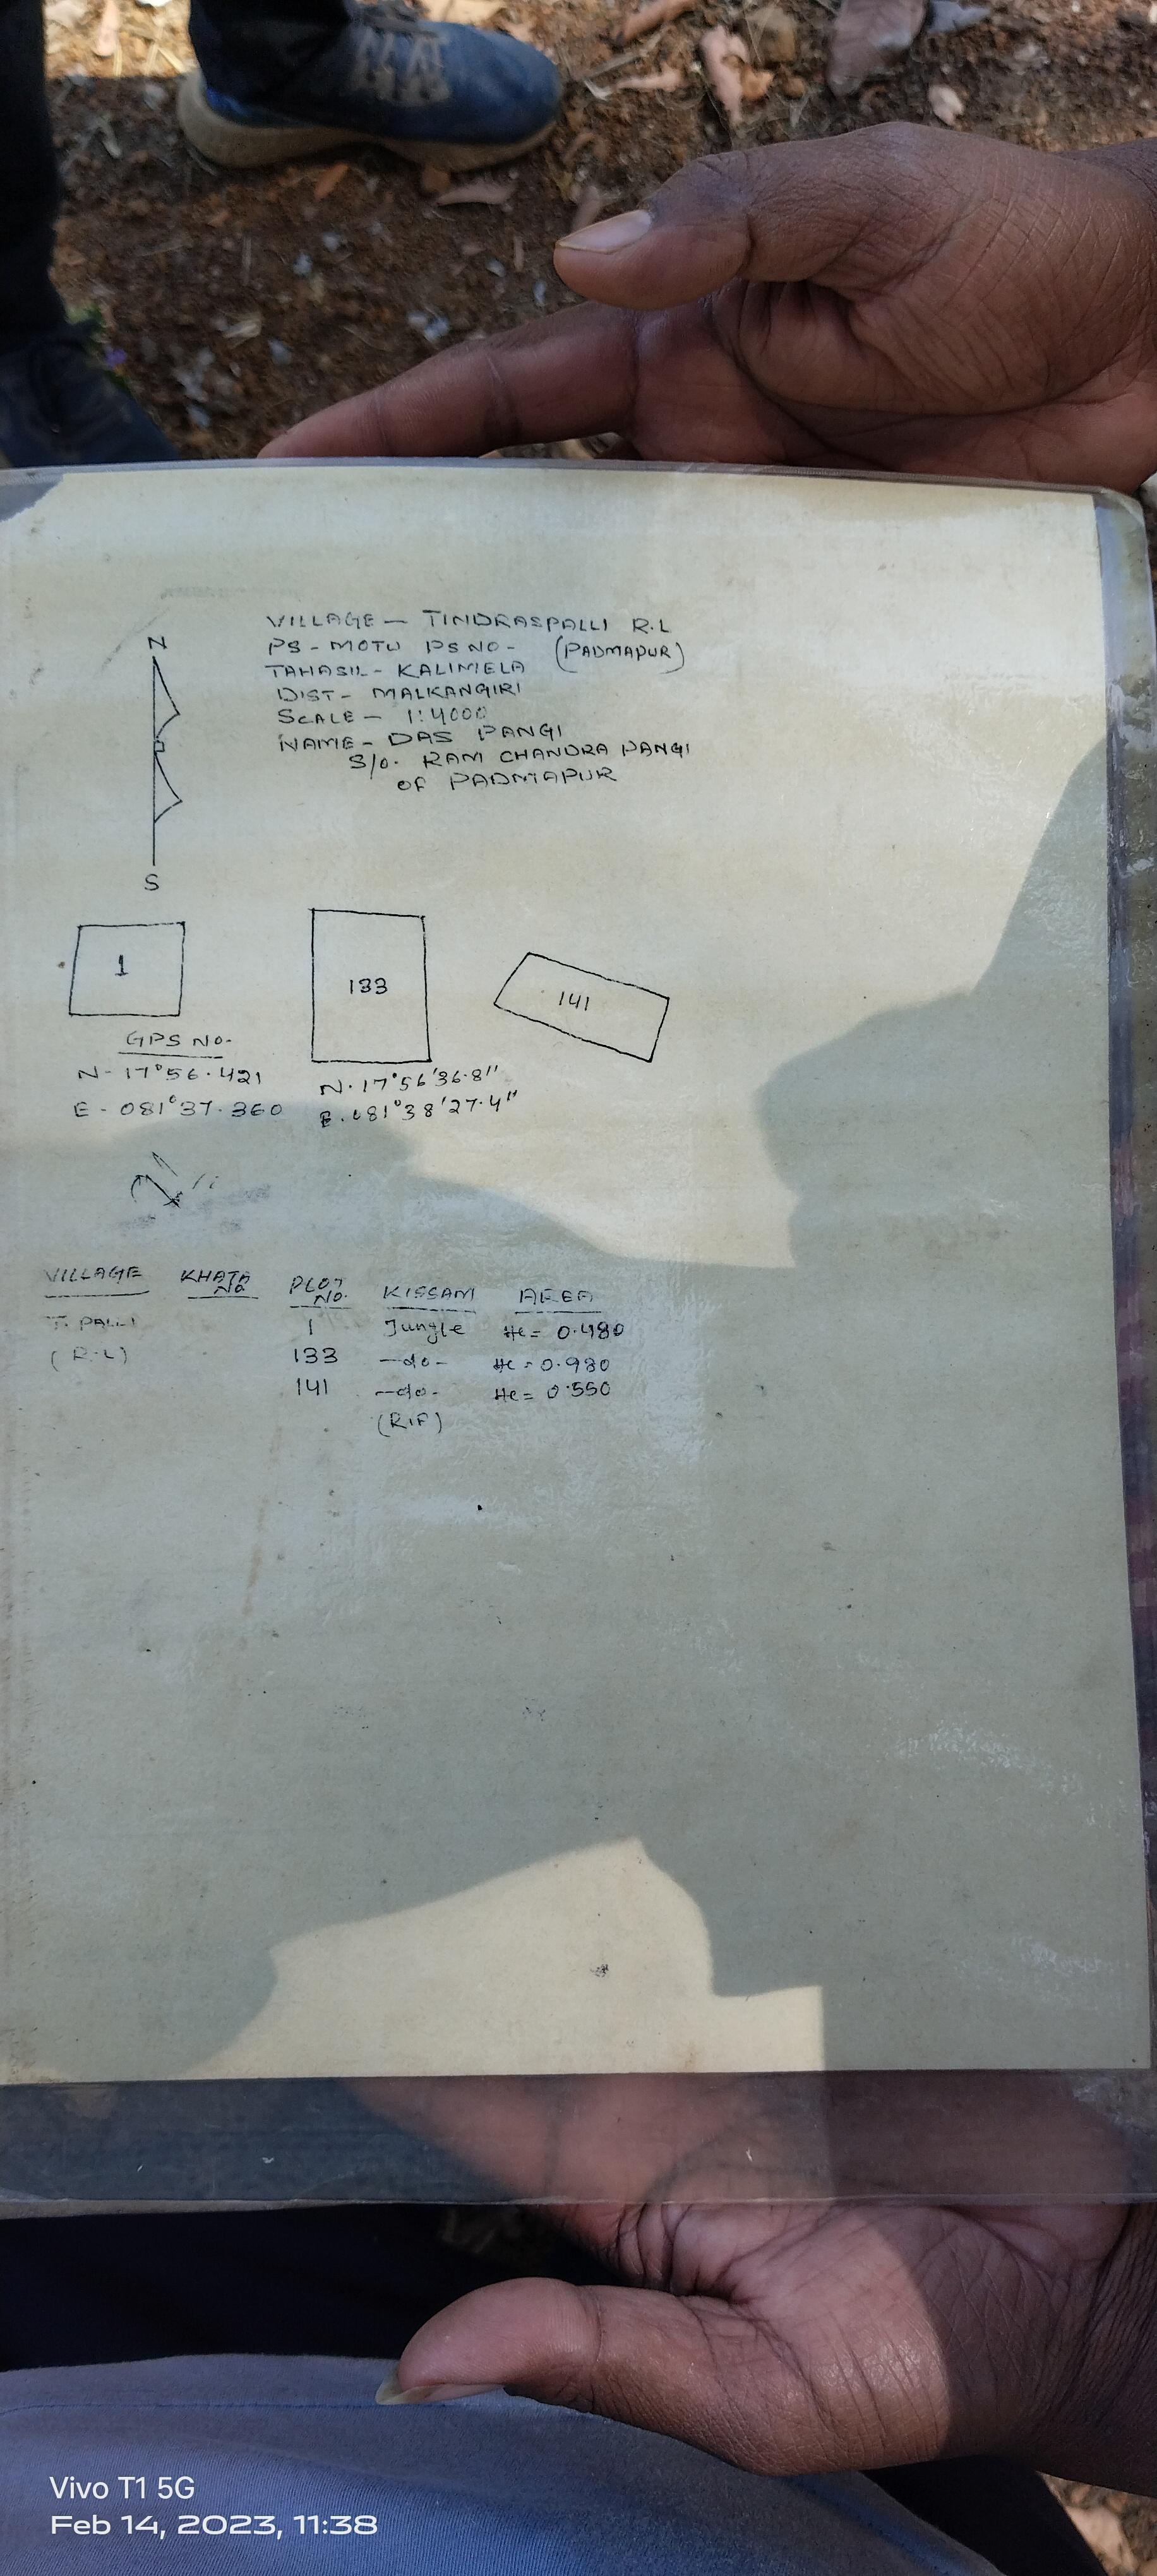 N
S
VILLAGE - TINDRASPALLI R.L
PS - MOTU PS NO - (PADMAPUR)
TAHASIL - KALIMELA
DIST - MALKANGIRI
SCALE - 1:4000
NAME - DAS PANGI
S/o. RAM CHANDRA PANGI
OF PADMAPUR
1
133
141
GPS NO.
N - 17°56.421
E - 081°37.360
N. 17°56'36.8"
E. 081°38'27.4"
VILLAGE KHATA NO. PLOT NO. KISSAM AREA
T. PALLI 1 Jungle He = 0.480
(R.L) 133 -do- He = 0.980
141 -do- He = 0.550
(R.F)
Vivo T1 5G
Feb 14, 2023, 11:38